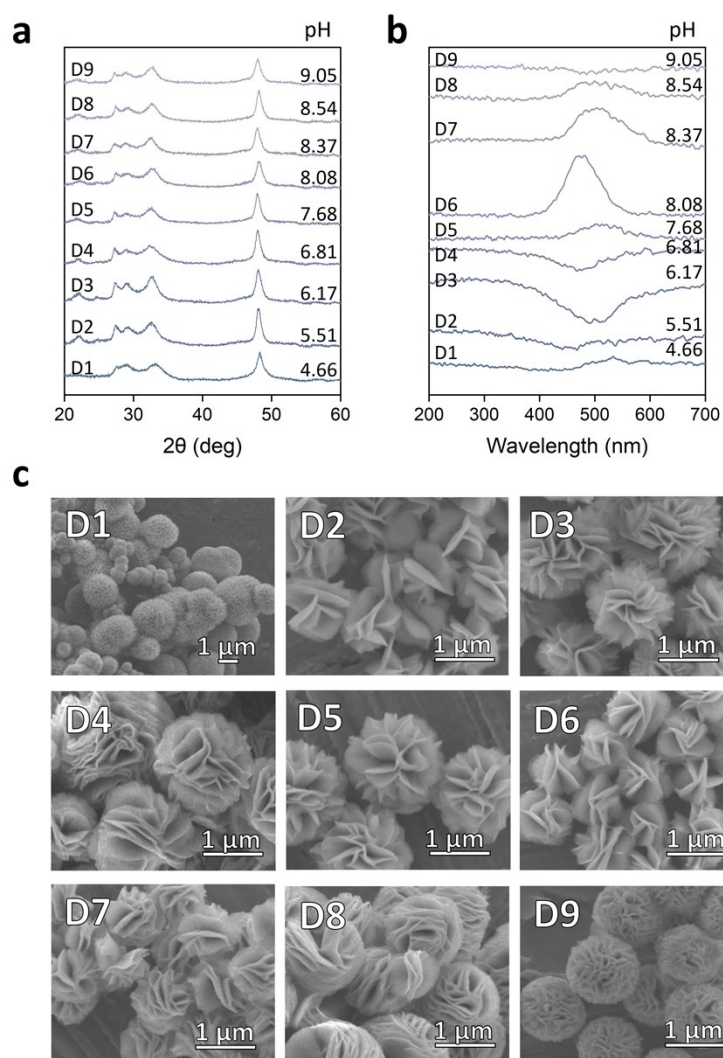 a
pH
D9
9.05
D8
8.54
D7
8.37
D6
8.08
D5
7.68
D4
6.81
D3
6.17
D2
5.51
D1
4.66
20 30 40 50 60
2θ (deg)
b
pH
D9
9.05
D8
8.54
D7
8.37
D6
8.08
D5
7.68
D4
6.81
D3
6.17
D2
5.51
D1
4.66
200 300 400 500 600 700
Wavelength (nm)
c
D1
1 µm
D2
1 µm
D3
1 µm
D4
1 µm
D5
1 µm
D6
1 µm
D7
1 µm
D8
1 µm
D9
1 µm